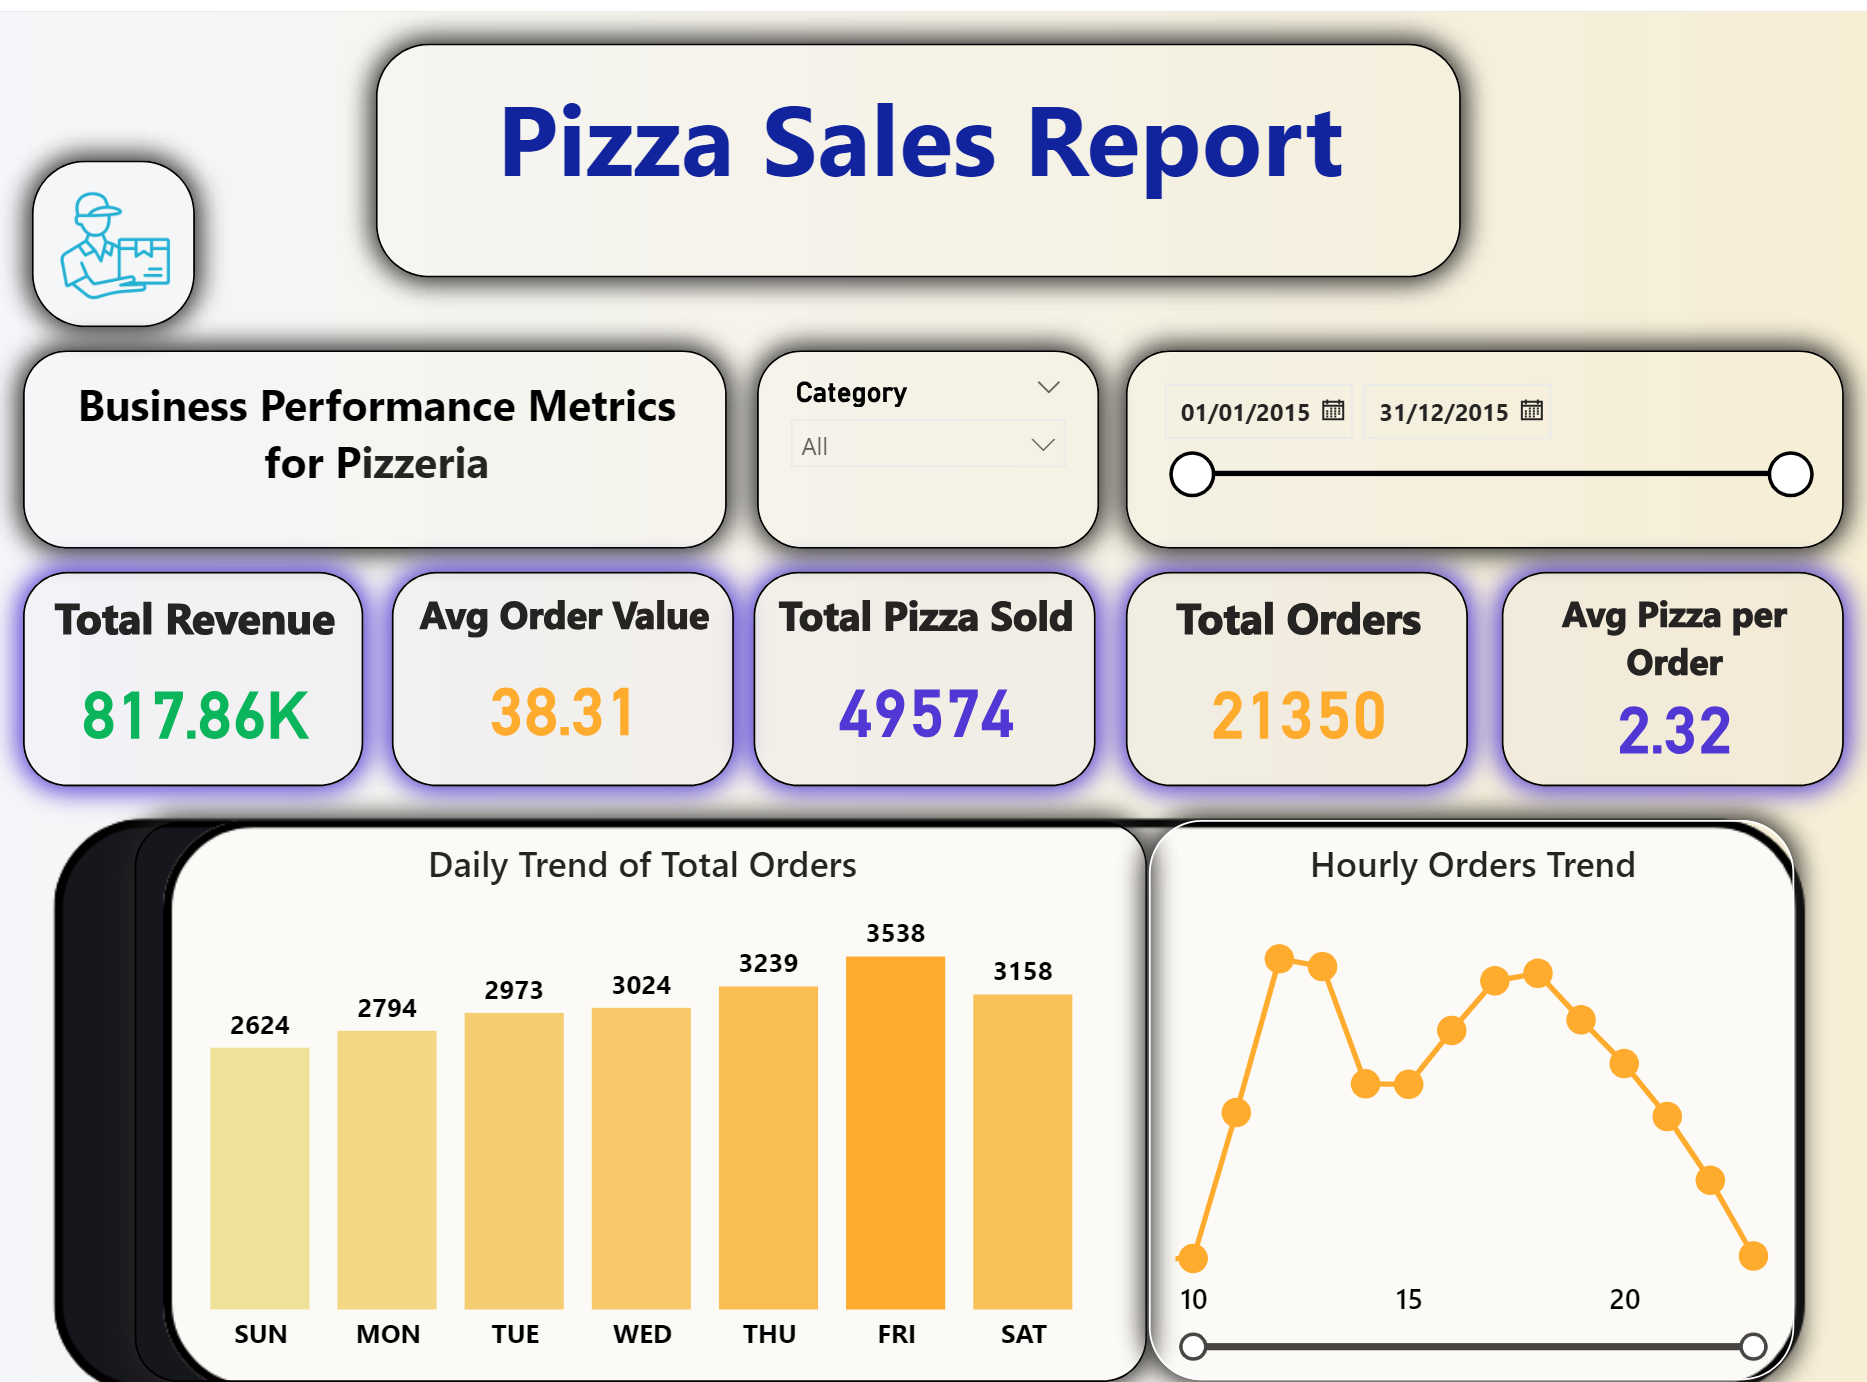 Pizza Sales Report
Business Performance Metrics
for Pizzeria
Category
All
01/01/2015
31/12/2015
Total Revenue
817.86K
Avg Order Value
38.31
Total Pizza Sold
49574
Total Orders
21350
Avg Pizza per
Order
2.32
Daily Trend of Total Orders
2624
2794
2973
3024
3239
3538
3158
SUN
MON
TUE
WED
THU
FRI
SAT
Hourly Orders Trend
10
15
20